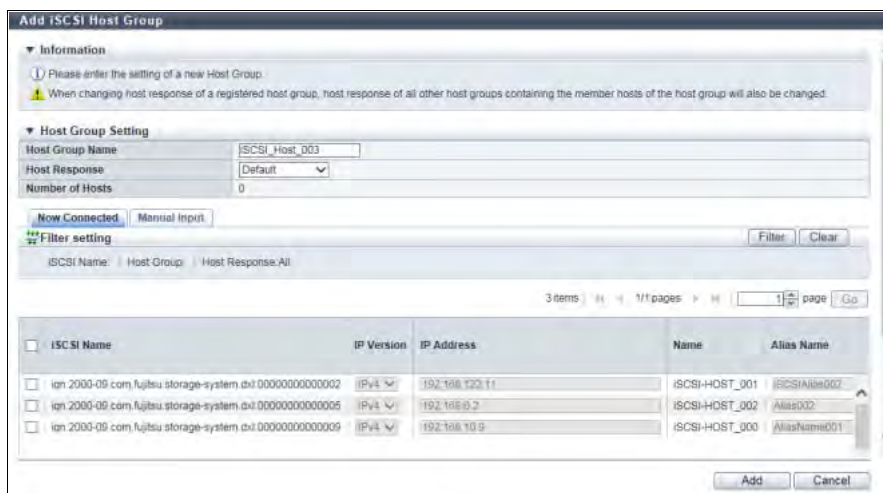 Add iSCSI Host Group
▼ Information
Please enter the setting of a new Host Group.
When changing host response of a registered host group, host response of all other host groups containing the member hosts of the host group will also be changed.
▼ Host Group Setting
Host Group Name iSCSI_Host_003
Host Response Default
Number of Hosts 0
Now Connected Manual Input
Filter setting Filter Clear
iSCSI Name: Host Group: Host Response:All
3 items 1/1 pages 1 page Go
iSCSI Name IP Version IP Address Name Alias Name
iqn.2000-09.com.fujitsu.storage-system.dxl:00000000000002 IPv4 192.168.122.11 iSCSI-HOST_001 iSCSIAlias002
iqn.2000-09.com.fujitsu.storage-system.dxl:00000000000005 IPv4 192.168.0.2 iSCSI-HOST_002 Alias002
iqn.2000-09.com.fujitsu.storage-system.dxl:00000000000009 IPv4 192.168.10.9 iSCSI-HOST_000 AliasName001
Add Cancel